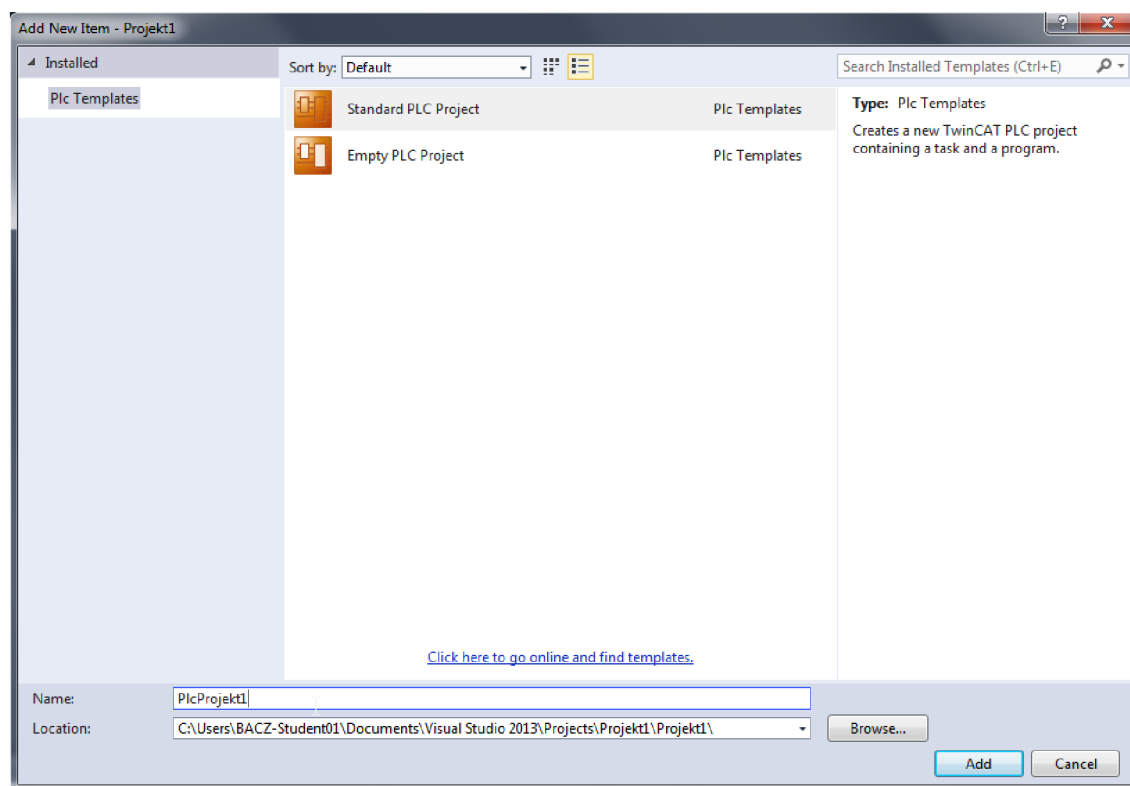 Add New Item - Projekt1
Installed
Plc Templates
Sort by: Default
Search Installed Templates (Ctrl+E)
Standard PLC Project Plc Templates
Empty PLC Project Plc Templates
Type: Plc Templates
Creates a new TwinCAT PLC project
containing a task and a program.
Click here to go online and find templates.
Name: PlcProjekt1
Location: C:\Users\BACZ-Student01\Documents\Visual Studio 2013\Projects\Projekt1\Projekt1\
Browse...
Add Cancel